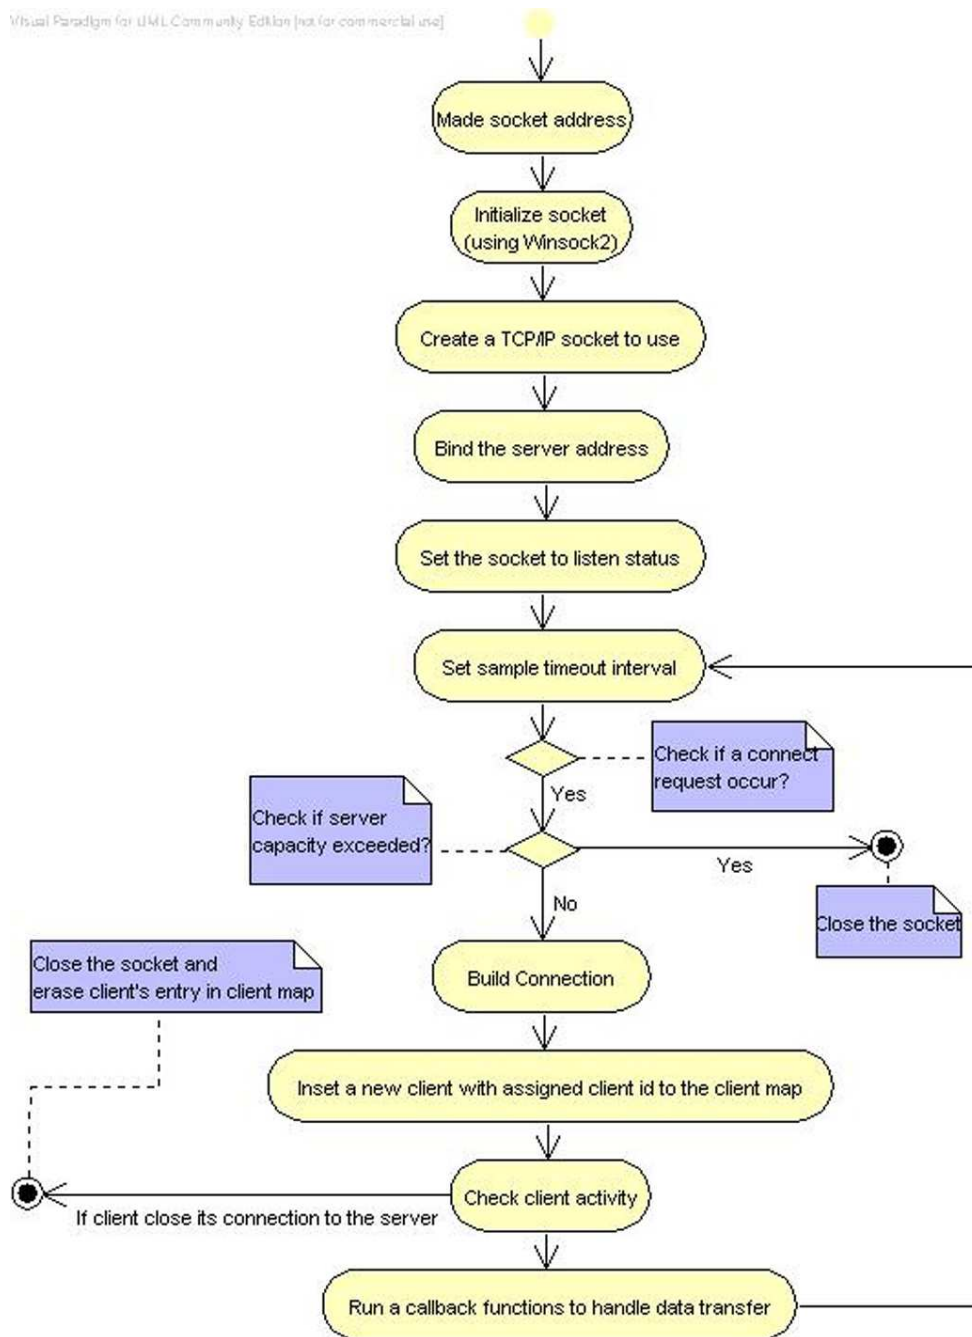 Visual Paradigm for UML Community Edition [not for commercial use]
Made socket address
Initialize socket
(using Winsock2)
Create a TCP/IP socket to use
Bind the server address
Set the socket to listen status
Set sample timeout interval
Check if a connect
request occur?
Yes
Check if server
capacity exceeded?
Yes
No
Close the socket
Close the socket and
erase client's entry in client map
Build Connection
Inset a new client with assigned client id to the client map
Check client activity
If client close its connection to the server
Run a callback functions to handle data transfer